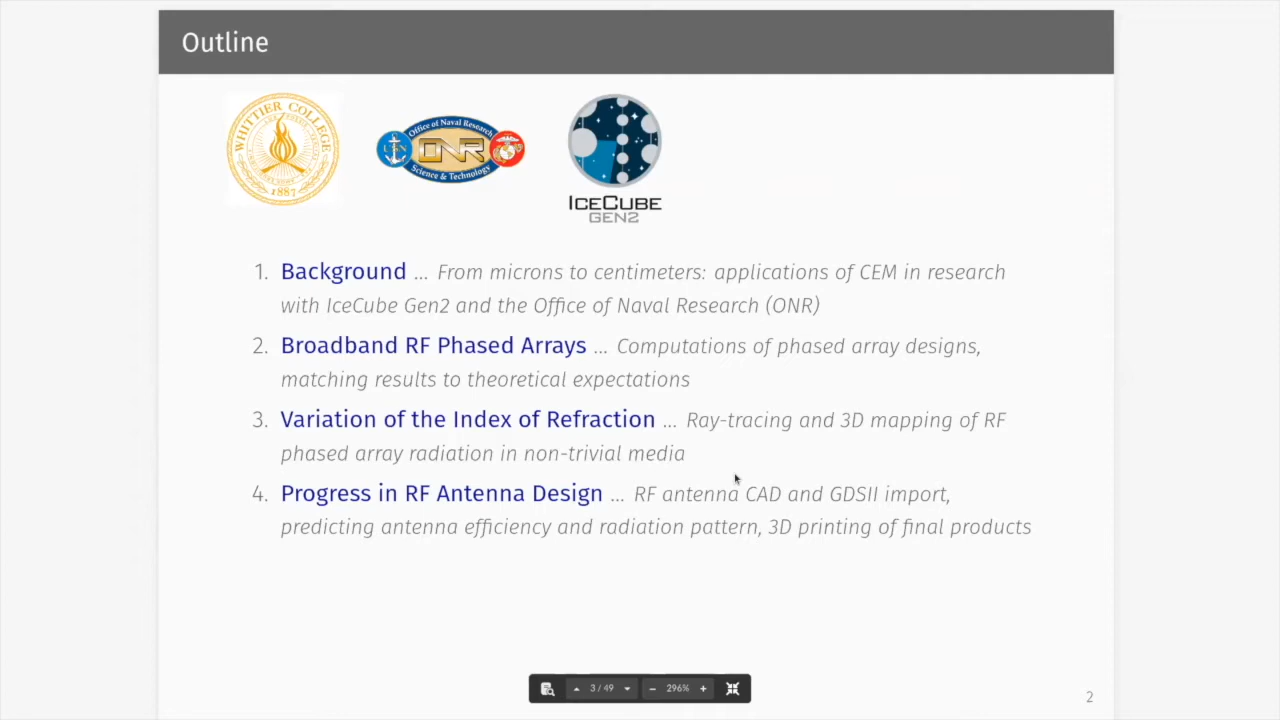 Outline
WHITTIER COLLEGE
1887
Office of Naval Research
ONR
Science & Technology
ICECUBE
GEN2
1. Background ... From microns to centimeters: applications of CEM in research
with IceCube Gen2 and the Office of Naval Research (ONR)
2. Broadband RF Phased Arrays ... Computations of phased array designs,
matching results to theoretical expectations
3. Variation of the Index of Refraction ... Ray-tracing and 3D mapping of RF
phased array radiation in non-trivial media
4. Progress in RF Antenna Design ... RF antenna CAD and GDSII import,
predicting antenna efficiency and radiation pattern, 3D printing of final products
3 / 49
296%
2